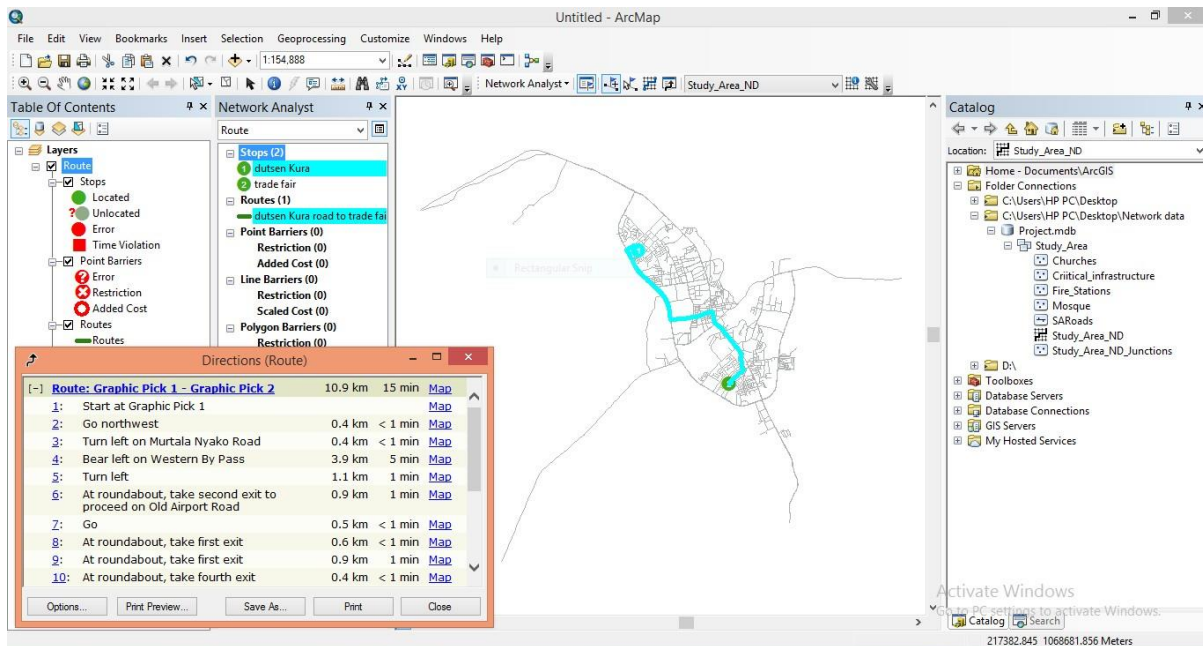 Untitled - ArcMap
File Edit View Bookmarks Insert Selection Geoprocessing Customize Windows Help
1:154,888
Network Analyst
Study_Area_ND
Table Of Contents
Layers
Route
Stops
Located
Unlocated
Error
Time Violation
Point Barriers
Error
Restriction
Added Cost
Routes
Routes
Network Analyst
Route
Stops (2)
1 dutsen Kura
2 trade fair
Routes (1)
dutsen Kura road to trade fai
Point Barriers (0)
Restriction (0)
Added Cost (0)
Line Barriers (0)
Restriction (0)
Scaled Cost (0)
Polygon Barriers (0)
Restriction (0)
Rectangular Snip
Directions (Route)
[-] Route: Graphic Pick 1 - Graphic Pick 2 10.9 km 15 min Map
1: Start at Graphic Pick 1 Map
2: Go northwest 0.4 km < 1 min Map
3: Turn left on Murtala Nyako Road 0.4 km < 1 min Map
4: Bear left on Western By Pass 3.9 km 5 min Map
5: Turn left 1.1 km 1 min Map
6: At roundabout, take second exit to 0.9 km 1 min Map
proceed on Old Airport Road
7: Go 0.5 km < 1 min Map
8: At roundabout, take first exit 0.6 km < 1 min Map
9: At roundabout, take first exit 0.9 km 1 min Map
10: At roundabout, take fourth exit 0.4 km < 1 min Map
Options... Print Preview... Save As... Print Close
Catalog
Location: Study_Area_ND
Home - Documents\ArcGIS
Folder Connections
C:\Users\HP PC\Desktop
C:\Users\HP PC\Desktop\Network data
Project.mdb
Study_Area
Churches
Criitical_infrastructure
Fire_Stations
Mosque
SARoads
Study_Area_ND
Study_Area_ND_Junctions
D:\
Toolboxes
Database Servers
Database Connections
GIS Servers
My Hosted Services
Activate Windows
Go to PC settings to activate Windows.
Catalog Search
217382.845 1068681.856 Meters